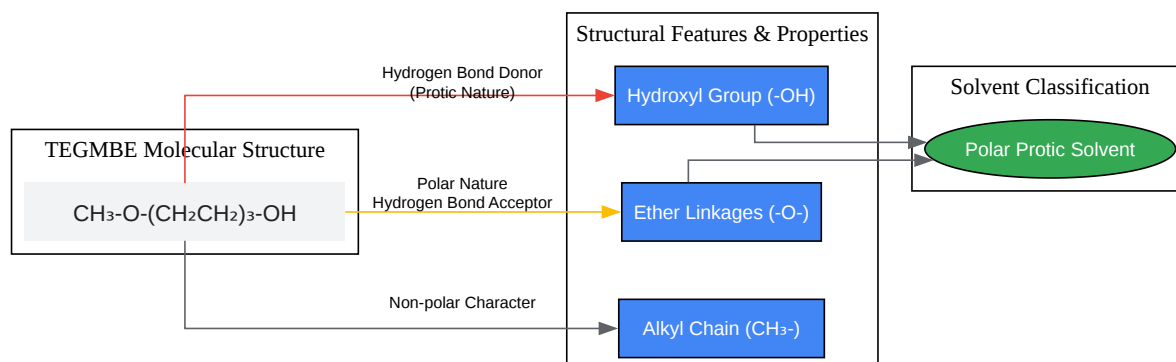 TEGMBE Molecular Structure
CH₃-O-(CH₂CH₂)₃-OH
Hydrogen Bond Donor
(Protic Nature)
Polar Nature
Hydrogen Bond Acceptor
Non-polar Character
Structural Features & Properties
Hydroxyl Group (-OH)
Ether Linkages (-O-)
Alkyl Chain (CH₃-)
Solvent Classification
Polar Protic Solvent